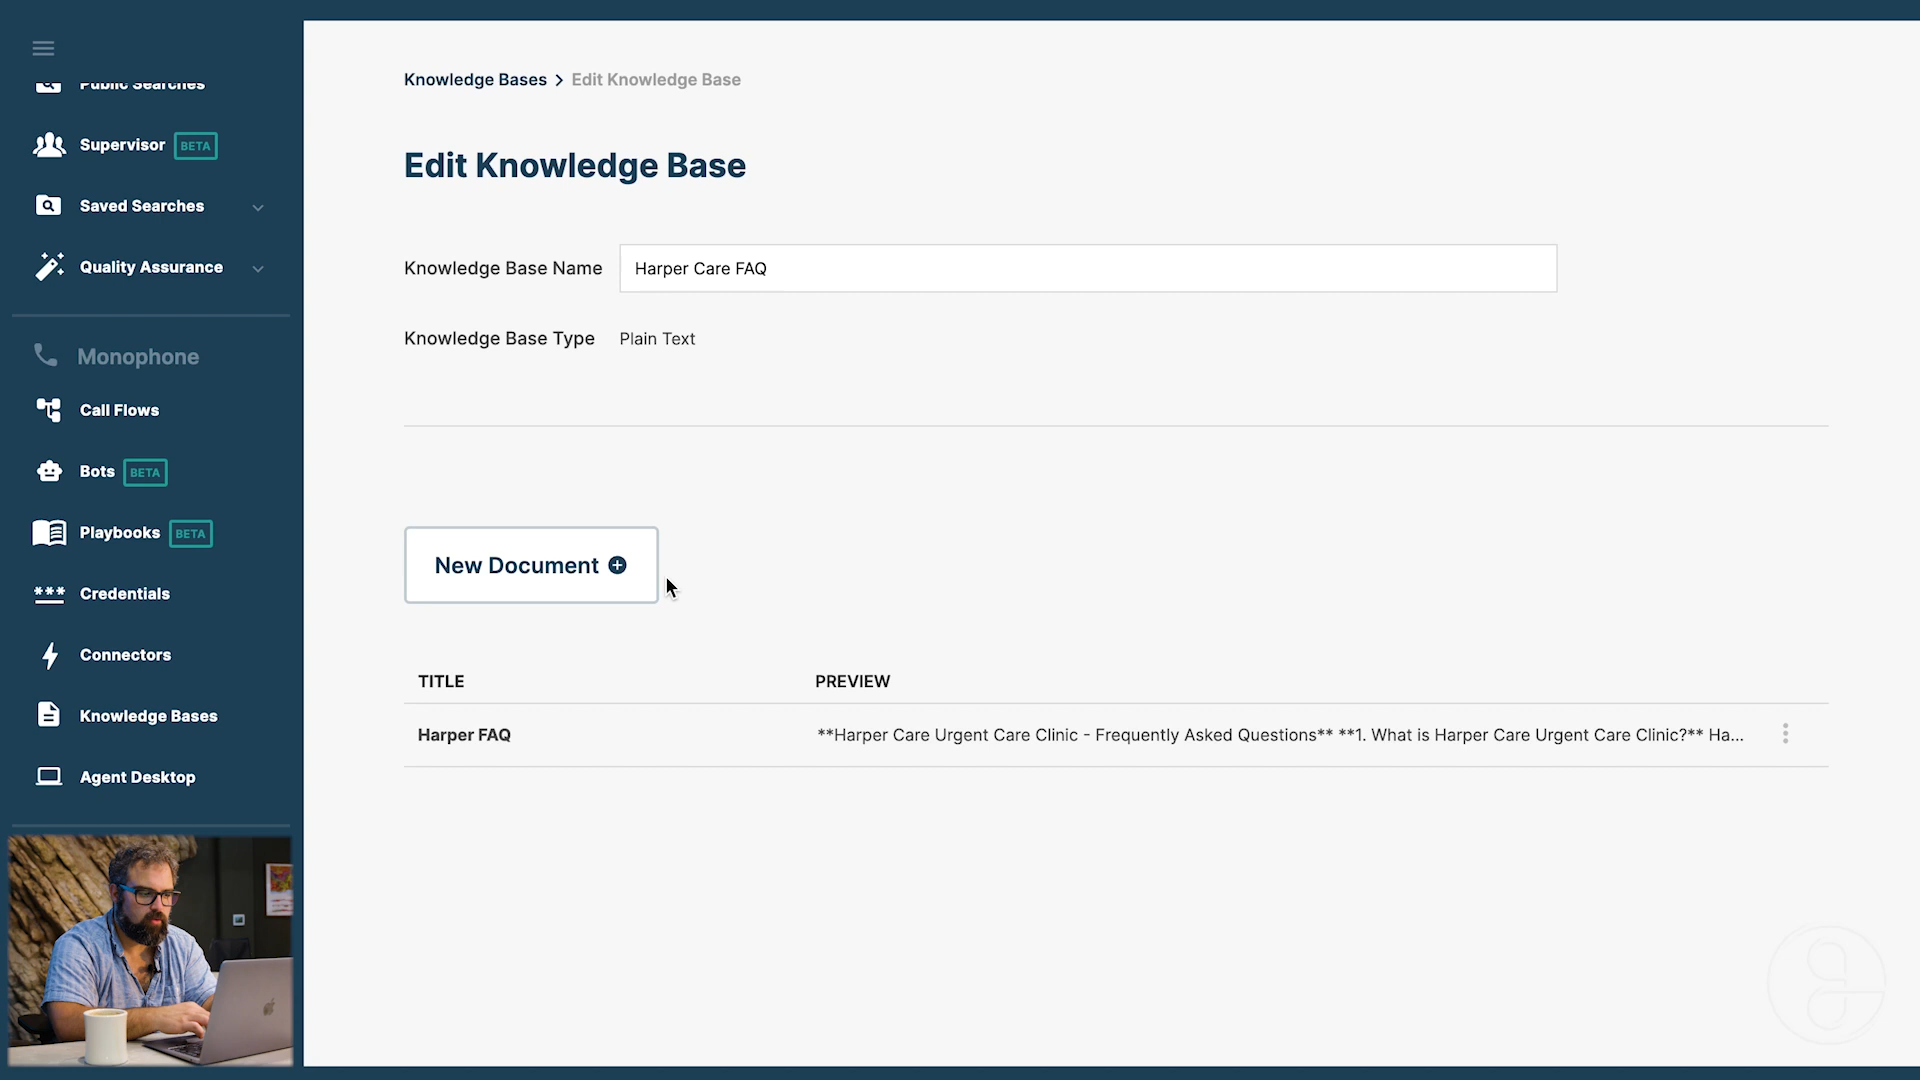 Public Searches
Supervisor BETA
Saved Searches
Quality Assurance
Monophone
Call Flows
Bots BETA
Playbooks BETA
*** Credentials
Connectors
Knowledge Bases
Agent Desktop
Knowledge Bases > Edit Knowledge Base
Edit Knowledge Base
Knowledge Base Name Harper Care FAQ
Knowledge Base Type Plain Text
New Document
TITLE PREVIEW
Harper FAQ **Harper Care Urgent Care Clinic - Frequently Asked Questions** **1. What is Harper Care Urgent Care Clinic?** Ha...